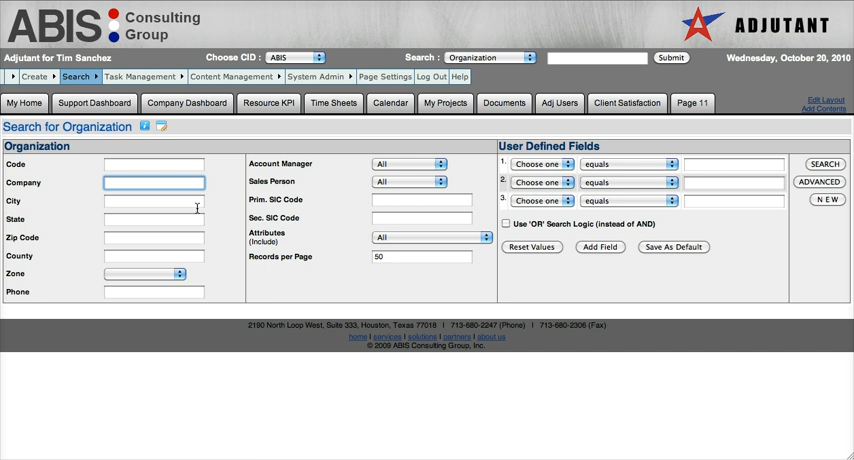 ABIS Consulting Group
ADJUTANT
Adjutant for Tim Sanchez Choose CID : ABIS Search : Organization Submit Wednesday, October 20, 2010
Create Search Task Management Content Management System Admin Page Settings Log Out Help
My Home Support Dashboard Company Dashboard Resource KPI Time Sheets Calendar My Projects Documents Adj Users Client Satisfaction Page 11 Edit Layout
Add Contents
Search for Organization
Organization User Defined Fields
Code Account Manager All 1. Choose one equals SEARCH
Company Sales Person All 2. Choose one equals ADVANCED
City Prim. SIC Code 3. Choose one equals N E W
State Sec. SIC Code Use 'OR' Search Logic (instead of AND)
Zip Code Attributes (Include) All Reset Values Add Field Save As Default
County Records per Page 50
Zone
Phone
2190 North Loop West, Suite 333, Houston, Texas 77018 | 713-680-2247 (Phone) | 713-680-2306 (Fax)
home | services | solutions | partners | about us
© 2009 ABIS Consulting Group, Inc.